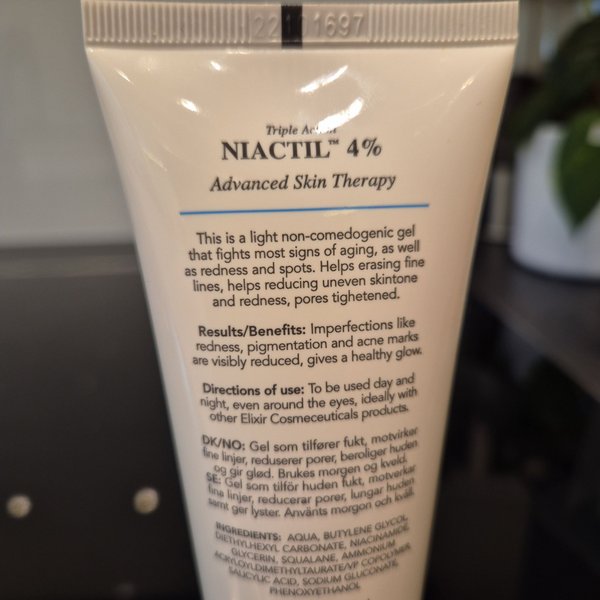 Triple
NIACTIL™ 4%
Advanced Skin Therapy
This is a light non-comedogenic gel
that fights most signs of aging, as well
as redness and spots. Helps erasing fine
lines, helps reducing uneven skintone
and redness, pores tighetened.
Results/Benefits: Imperfections like
redness, pigmentation and acne marks
are visibly reduced, gives a healthy glow.
Directions of use: To be used day and
night, even around the eyes, ideally with
other Elixir Cosmeceuticals products.
DK/NO: Gel som tilfører fukt, motvirker
fine linjer, reduserer porer, beroliger huden
og gir glød. Brukes morgen og kveld.
SE: Gel som tilför huden fukt, motverkar
fine linjer, reducerar porer, lungar huden
samt ger lyster. Använts morgon och kväll.
INGREDIENTS: AQUA, BUTYLENE GLYCOL,
DIETHYLHEXYL CARBONATE, NIACINAMIDE,
GLYCERIN, SQUALANE, AMMONIUM
ACRYLOYLDIMETHYLTAURATE/VP COPOLYMER,
SALICYLIC ACID, SODIUM GLUCONATE,
PHENOXYETHANOL